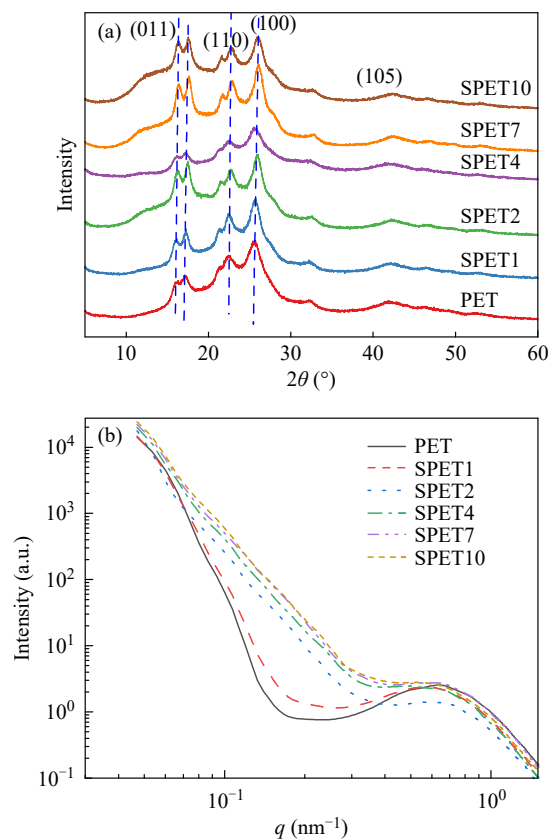 (a)
(011)
(110)
(100)
(105)
SPET10
SPET7
SPET4
SPET2
SPET1
PET
Intensity
10 20 30 40 50 60
2θ (°)
(b)
PET
SPET1
SPET2
SPET4
SPET7
SPET10
10⁴
10³
10²
10¹
10⁰
10⁻¹
Intensity (a.u.)
10⁻¹ 10⁰
q (nm⁻¹)